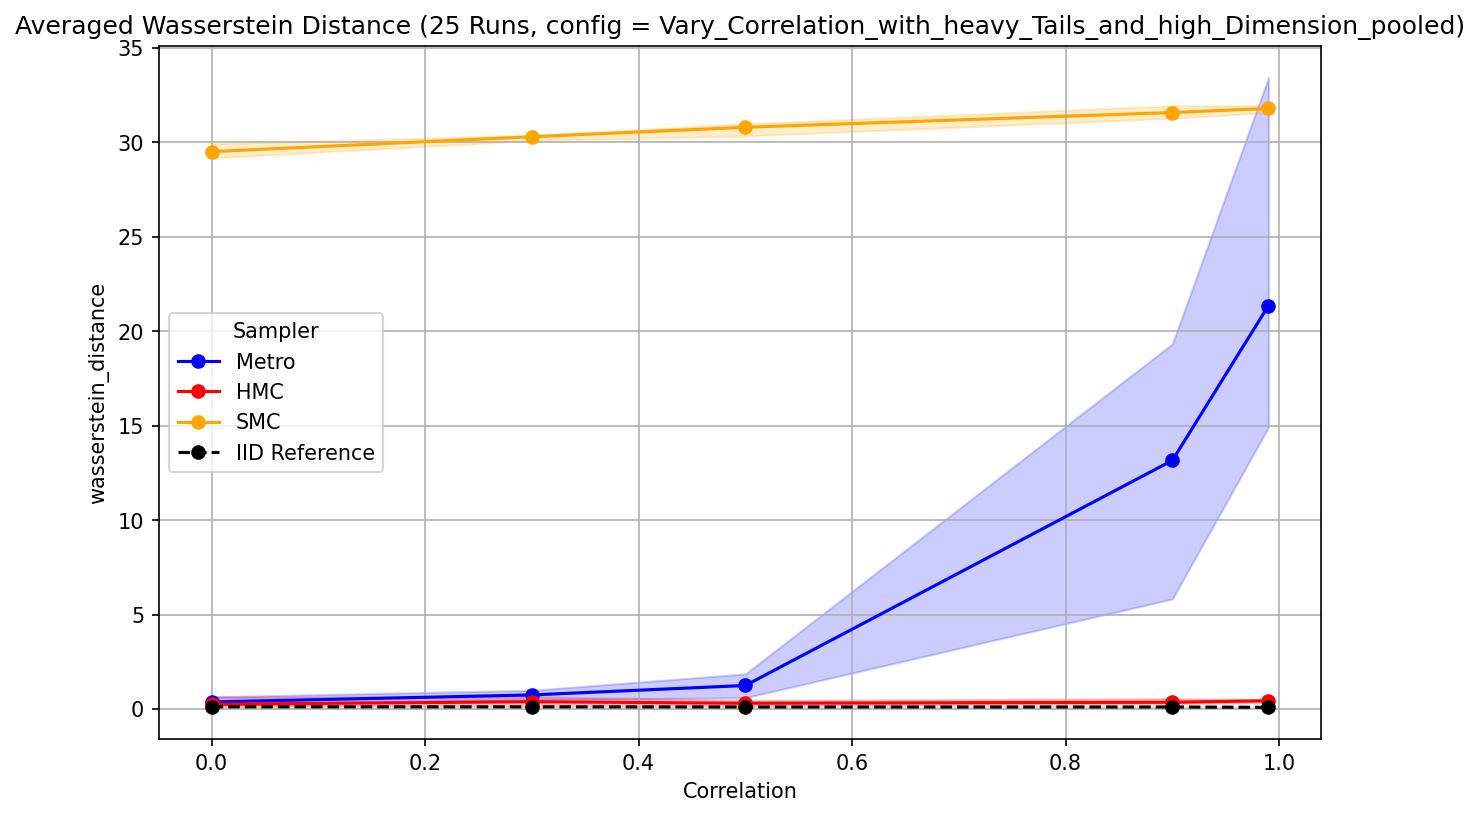 Averaged Wasserstein Distance (25 Runs, config = Vary_Correlation_with_heavy_Tails_and_high_Dimension_pooled)
35
30
25
20
15
10
5
0
wasserstein_distance
Sampler
Metro
HMC
SMC
IID Reference
0.0 0.2 0.4 0.6 0.8 1.0
Correlation